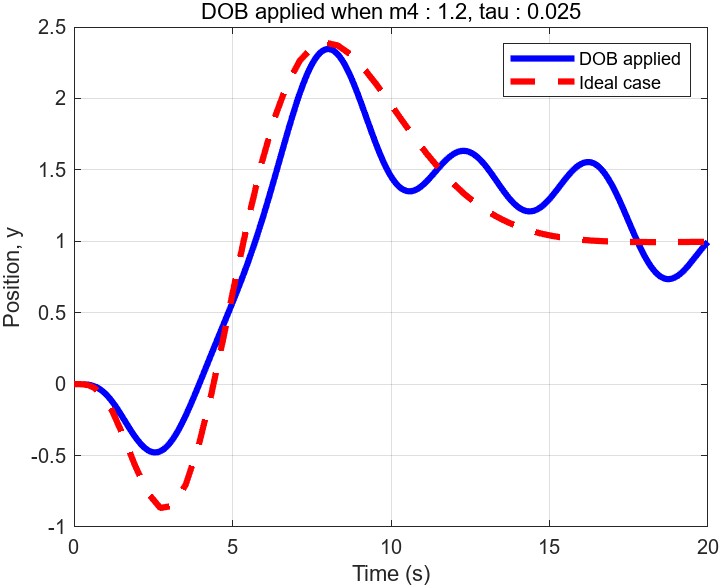 DOB applied when m4 : 1.2, tau : 0.025
2.5
2
1.5
1
0.5
0
-0.5
-1
Position, y
DOB applied
Ideal case
0
5
10
15
20
Time (s)